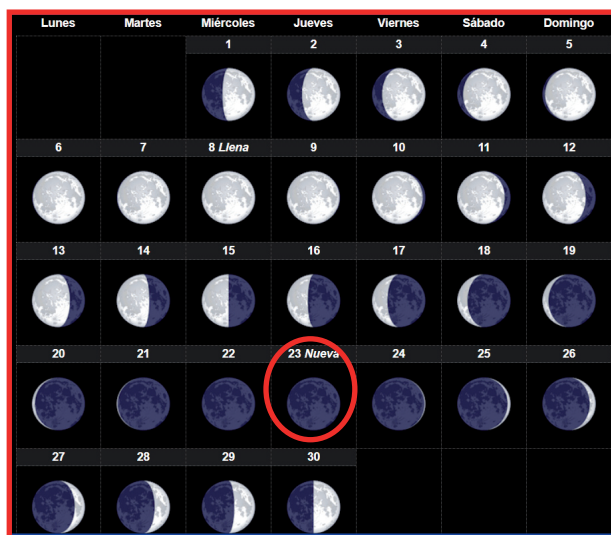 Lunes Martes Miércoles Jueves Viernes Sábado Domingo
1 2 3 4 5
6 7 8 Llena 9 10 11 12
13 14 15 16 17 18 19
20 21 22 23 Nueva 24 25 26
27 28 29 30